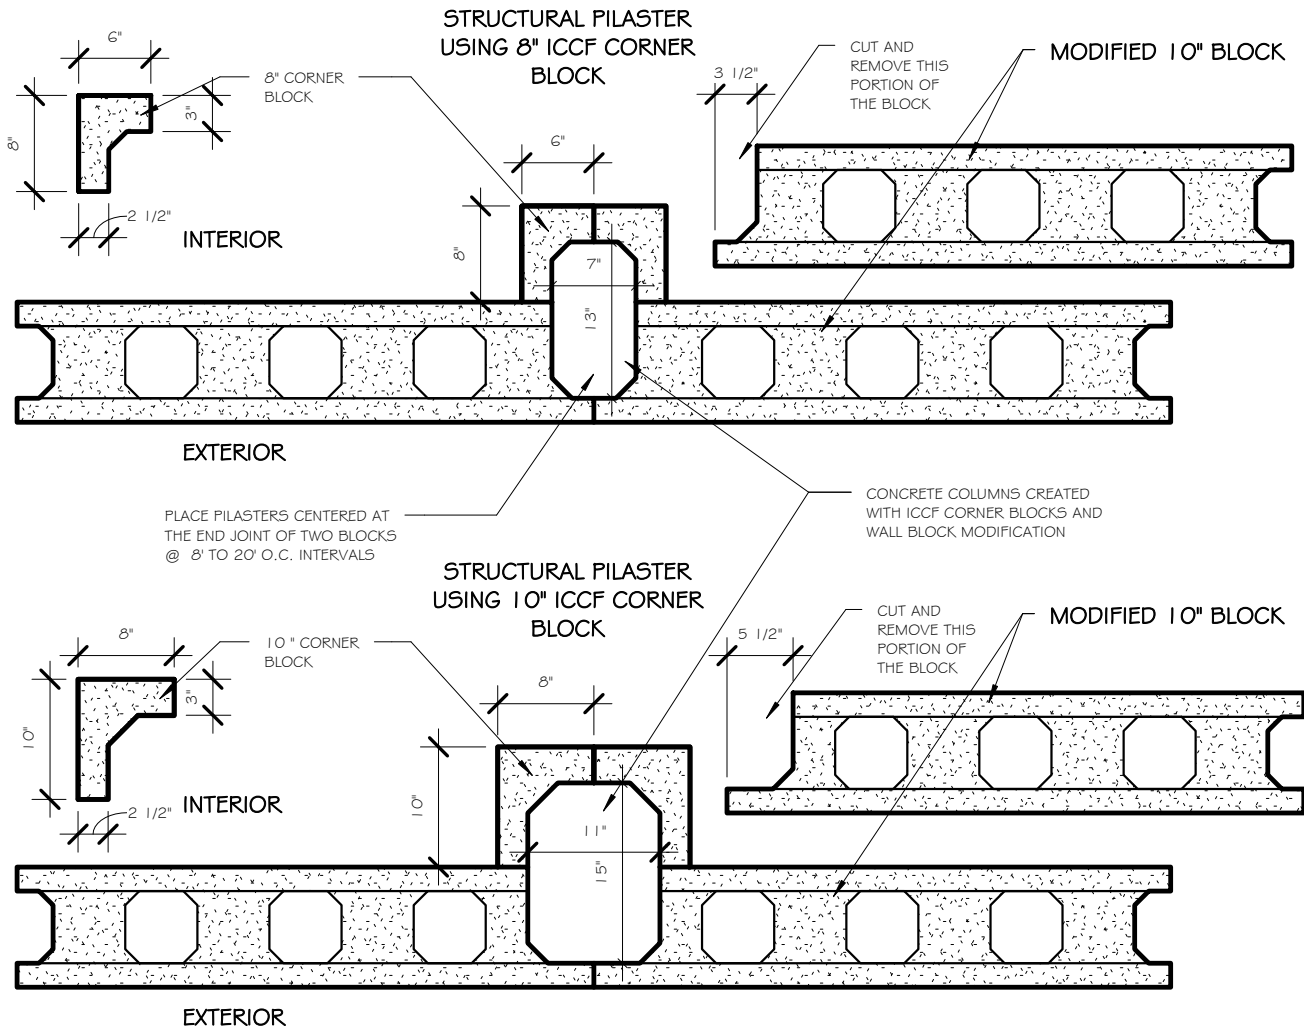 STRUCTURAL PILASTER
USING 8" ICCF CORNER
BLOCK
6"
8" CORNER
BLOCK
8"
3"
2 1/2"
INTERIOR
6"
8"
7"
13"
CUT AND
REMOVE THIS
PORTION OF
THE BLOCK
MODIFIED 10" BLOCK
3 1/2"
EXTERIOR
PLACE PILASTERS CENTERED AT
THE END JOINT OF TWO BLOCKS
@ 8' TO 20' O.C. INTERVALS
CONCRETE COLUMNS CREATED
WITH ICCF CORNER BLOCKS AND
WALL BLOCK MODIFICATION
STRUCTURAL PILASTER
USING 10" ICCF CORNER
BLOCK
8"
10 " CORNER
BLOCK
10"
3"
2 1/2"
INTERIOR
8"
10"
11"
15"
CUT AND
REMOVE THIS
PORTION OF
THE BLOCK
MODIFIED 10" BLOCK
5 1/2"
EXTERIOR